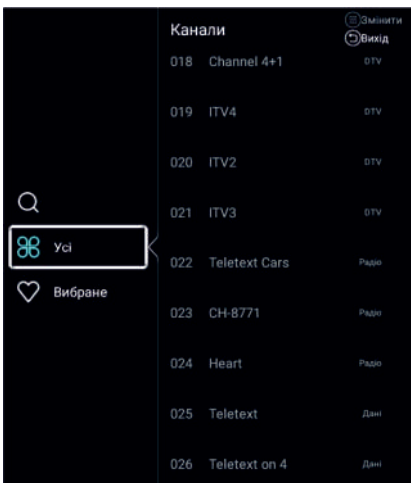 Канали
Змінити
Вихід
018 Channel 4+1 DTV
019 ITV4 DTV
020 ITV2 DTV
021 ITV3 DTV
Усі
022 Teletext Cars Радіо
Вибране
023 CH-8771 Радіо
024 Heart Радіо
025 Teletext Дані
026 Teletext on 4 Дані